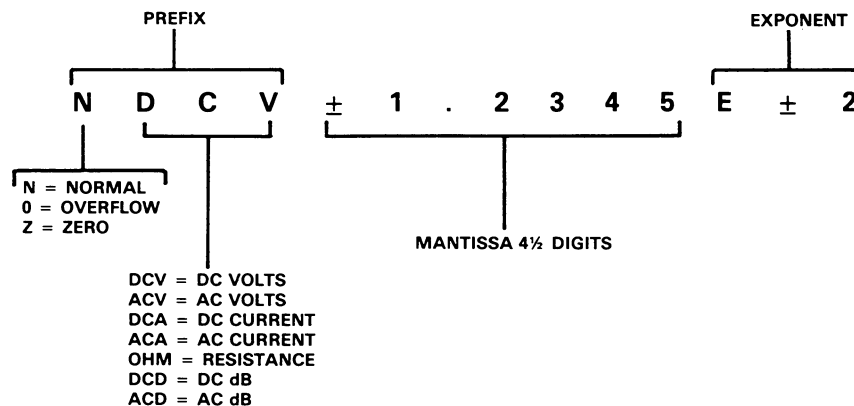 PREFIX
EXPONENT
N D C V ± 1 . 2 3 4 5 E ± 2
N = NORMAL
0 = OVERFLOW
Z = ZERO
MANTISSA 4½ DIGITS
DCV = DC VOLTS
ACV = AC VOLTS
DCA = DC CURRENT
ACA = AC CURRENT
OHM = RESISTANCE
DCD = DC dB
ACD = AC dB